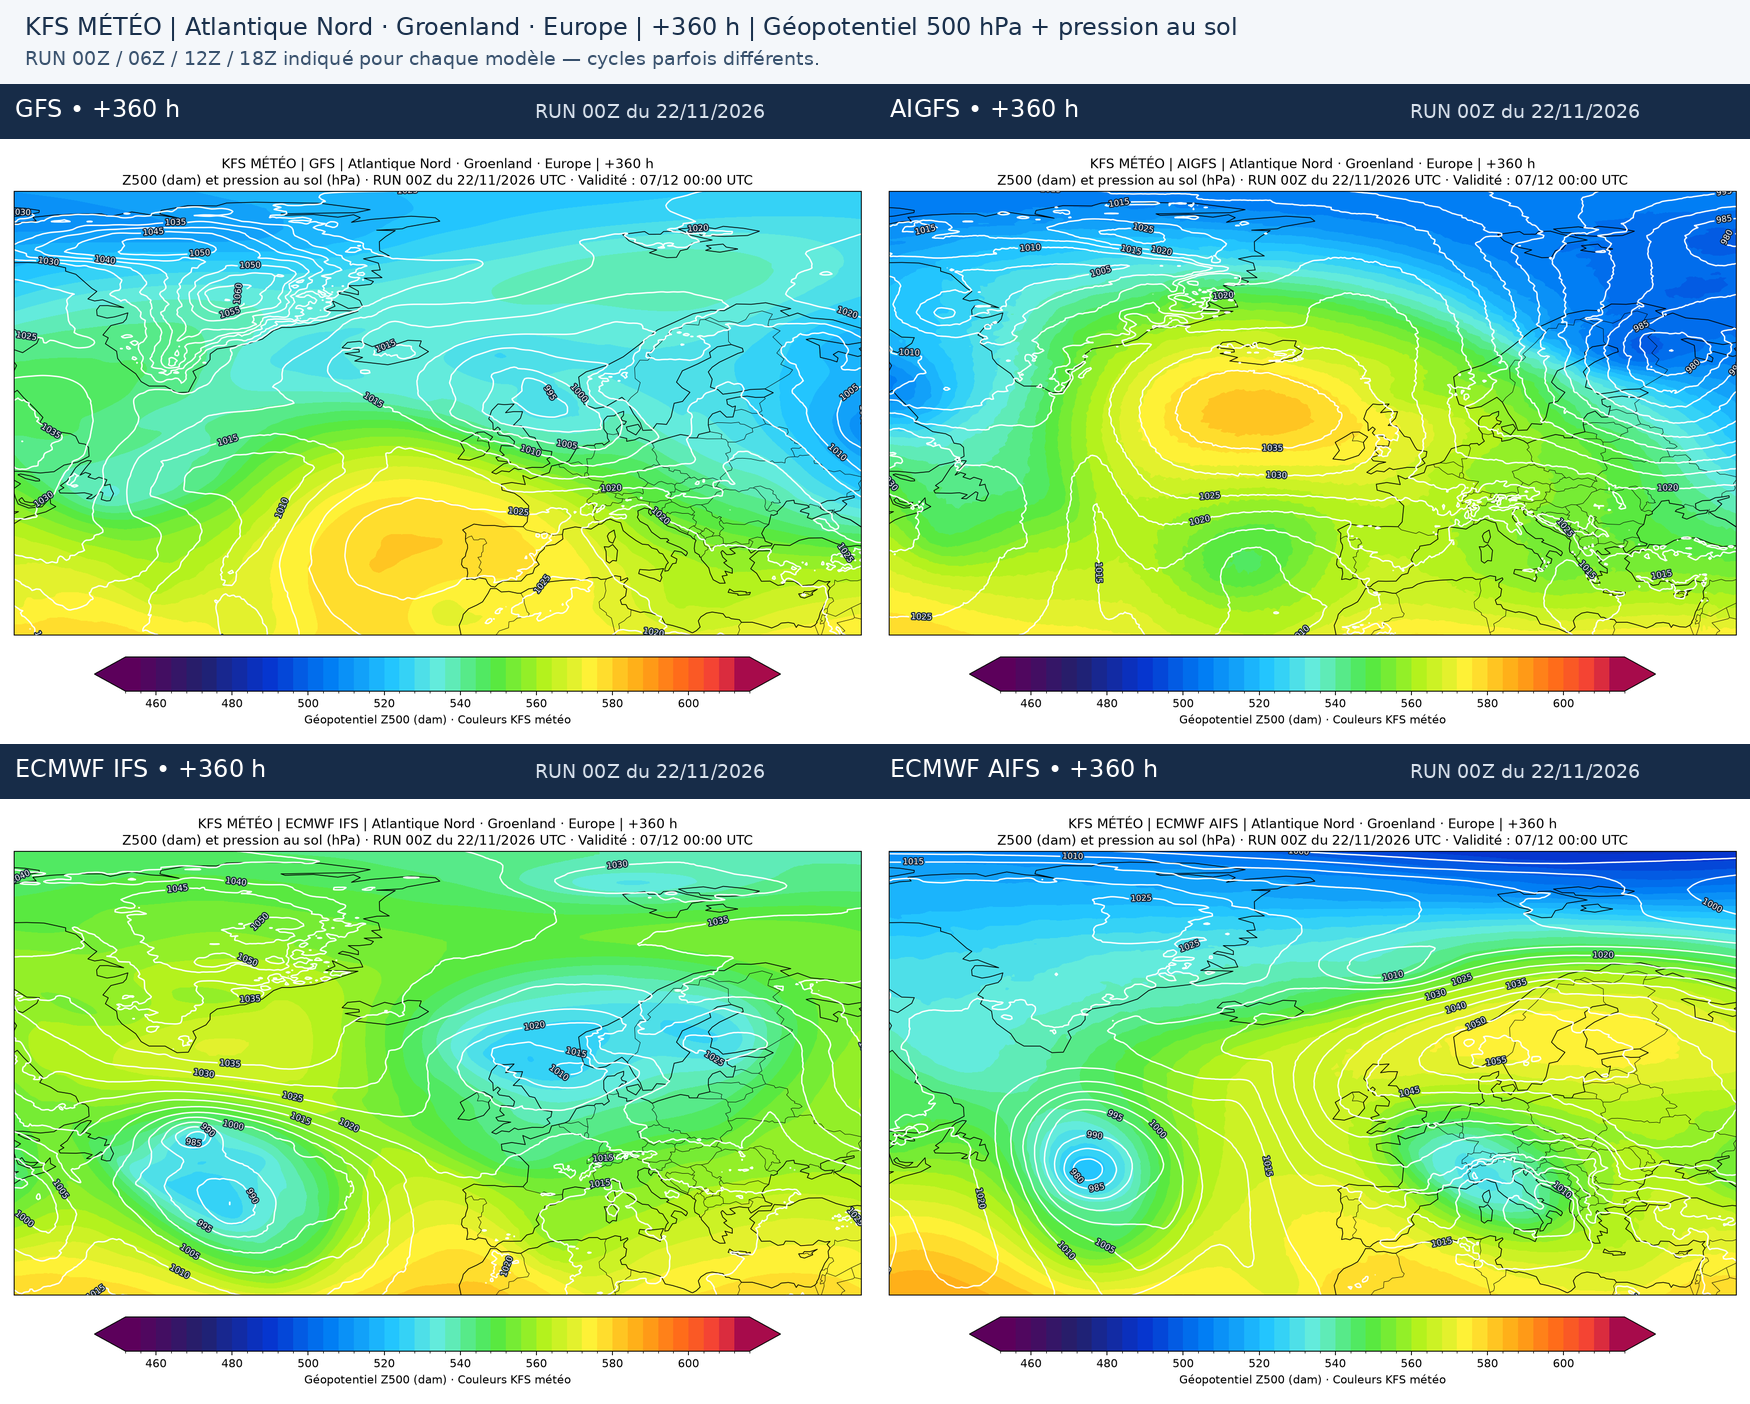 KFS MÉTÉO | Atlantique Nord · Groenland · Europe | +360 h | Géopotentiel 500 hPa + pression au sol
RUN 00Z / 06Z / 12Z / 18Z indiqué pour chaque modèle — cycles parfois différents.
GFS • +360 h
RUN 00Z du 22/11/2026
AIGFS • +360 h
RUN 00Z du 22/11/2026
KFS MÉTÉO | GFS | Atlantique Nord · Groenland · Europe | +360 h
Z500 (dam) et pression au sol (hPa) · RUN 00Z du 22/11/2026 UTC · Validité : 07/12 00:00 UTC
KFS MÉTÉO | AIGFS | Atlantique Nord · Groenland · Europe | +360 h
Z500 (dam) et pression au sol (hPa) · RUN 00Z du 22/11/2026 UTC · Validité : 07/12 00:00 UTC
460 480 500 520 540 560 580 600
Géopotentiel Z500 (dam) · Couleurs KFS météo
460 480 500 520 540 560 580 600
Géopotentiel Z500 (dam) · Couleurs KFS météo
ECMWF IFS • +360 h
RUN 00Z du 22/11/2026
ECMWF AIFS • +360 h
RUN 00Z du 22/11/2026
KFS MÉTÉO | ECMWF IFS | Atlantique Nord · Groenland · Europe | +360 h
Z500 (dam) et pression au sol (hPa) · RUN 00Z du 22/11/2026 UTC · Validité : 07/12 00:00 UTC
KFS MÉTÉO | ECMWF AIFS | Atlantique Nord · Groenland · Europe | +360 h
Z500 (dam) et pression au sol (hPa) · RUN 00Z du 22/11/2026 UTC · Validité : 07/12 00:00 UTC
460 480 500 520 540 560 580 600
Géopotentiel Z500 (dam) · Couleurs KFS météo
460 480 500 520 540 560 580 600
Géopotentiel Z500 (dam) · Couleurs KFS météo